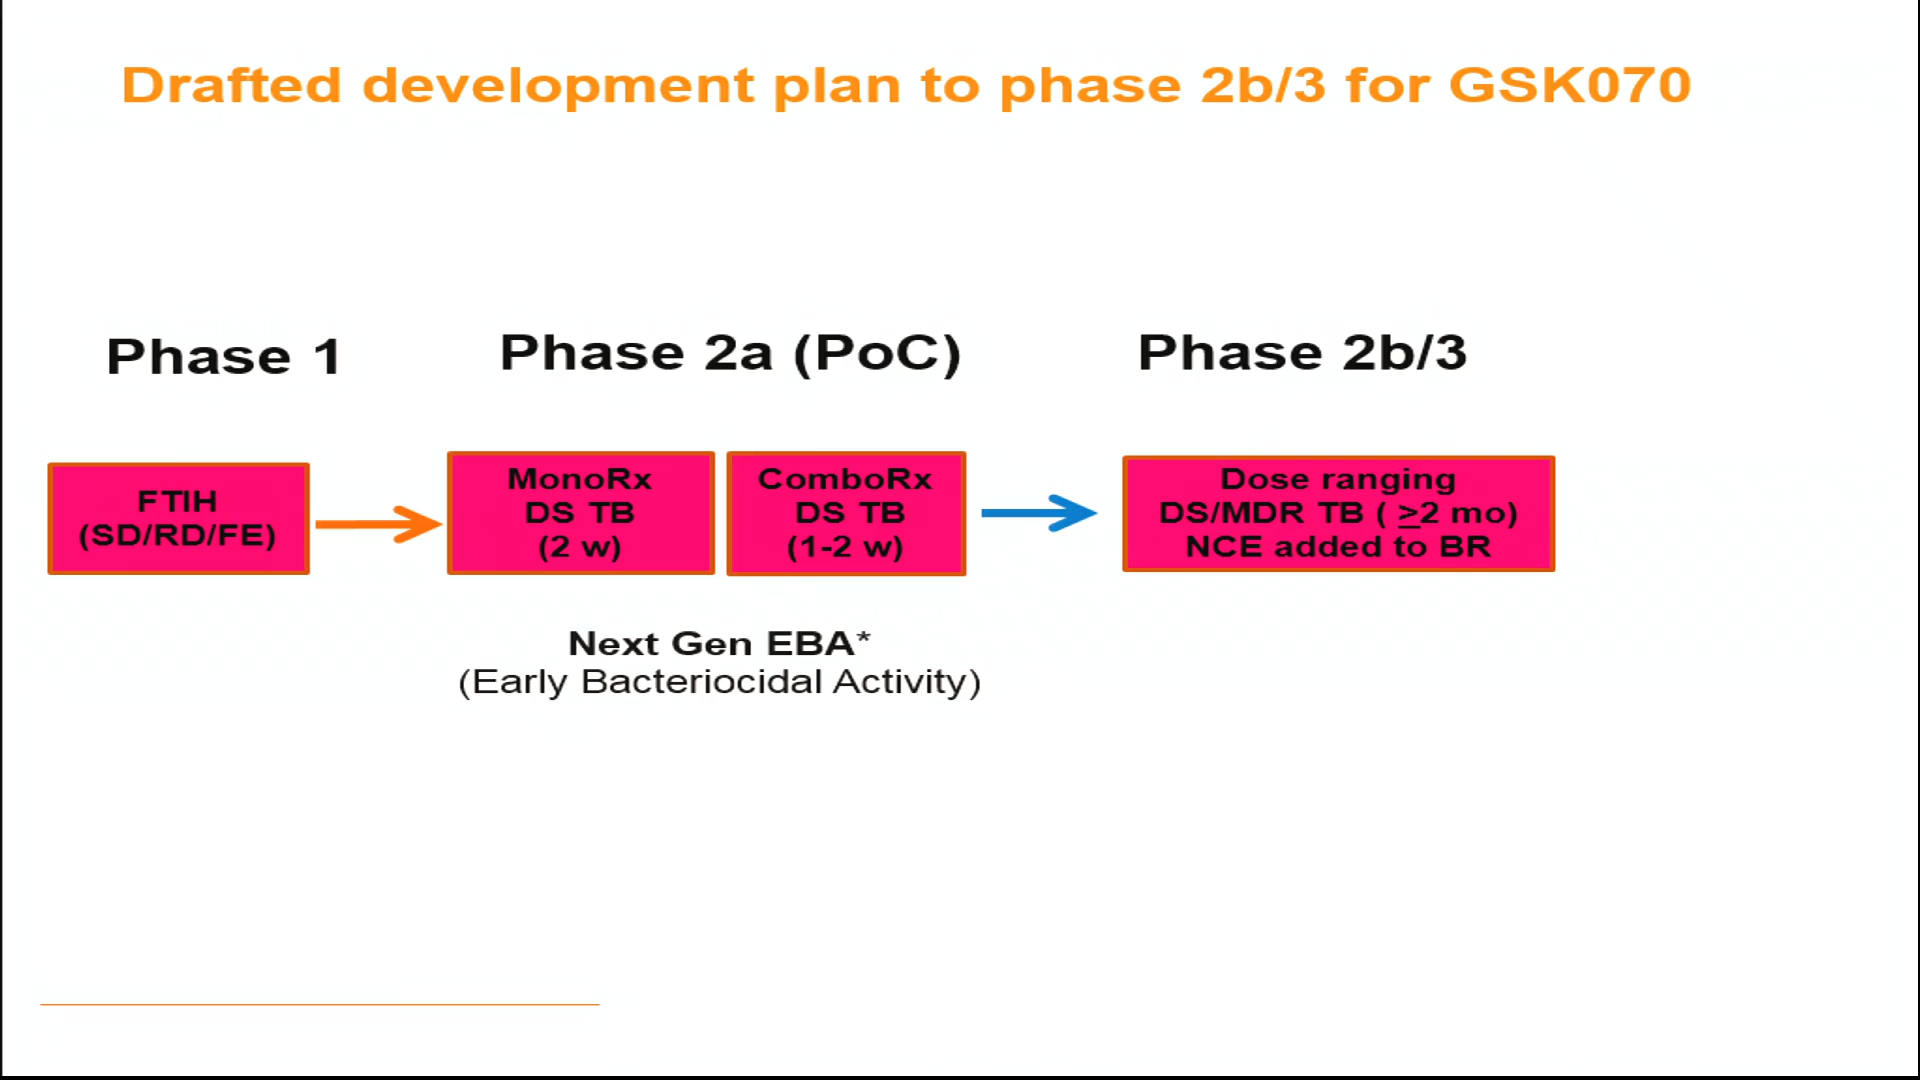 Drafted development plan to phase 2b/3 for GSK070
Phase 1
Phase 2a (PoC)
Phase 2b/3
FTIH
(SD/RD/FE)
MonoRx
DS TB
(2 w)
ComboRx
DS TB
(1-2 w)
Dose ranging
DS/MDR TB ( ≥2 mo)
NCE added to BR
Next Gen EBA*
(Early Bacteriocidal Activity)